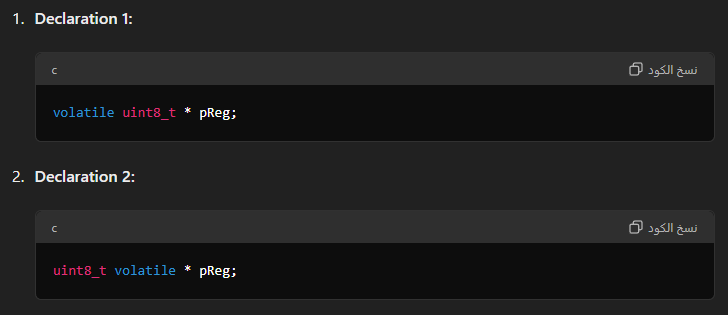 1. Declaration 1:
c نسخ الكود
volatile uint8_t * pReg;
2. Declaration 2:
c نسخ الكود
uint8_t volatile * pReg;